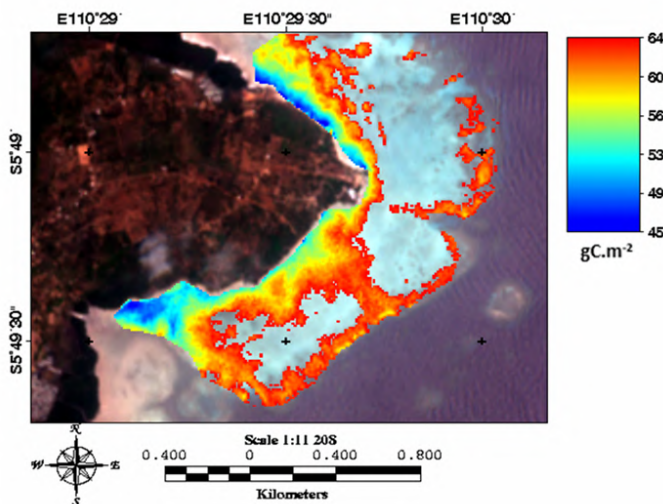 E110°29' E110°29'30" E110°30'
64
60
S5°49'
56
53
49
45
gC.m-²
S5°49'30"
Scale 1:11 208
W E
S
0.400 0 0.400 0.800
Kilometers